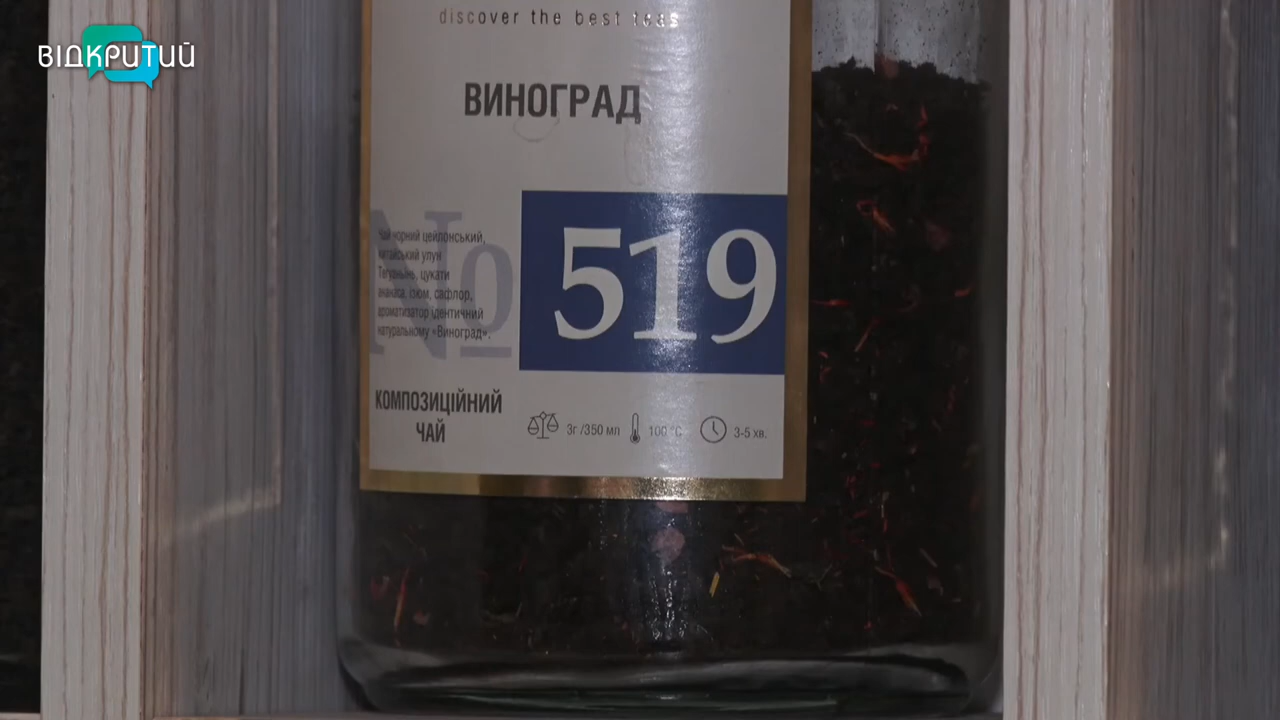 ВІДКРИТИЙ
discover the best teas
ВИНОГРАД
№ 519
Чай чорний цейлонський,
китайський улун
Тегуаньїнь, цукати
ананаса, ізюм, сафлор,
ароматизатор ідентичний
натуральному «Виноград».
КОМПОЗИЦІЙНИЙ
ЧАЙ
3г /350 мл 100 °C 3-5 хв.